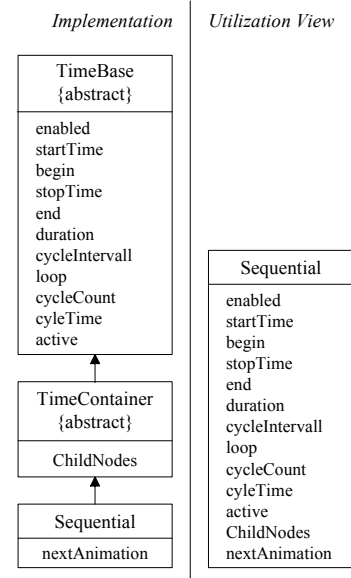 Implementation
Utilization View
TimeBase
{abstract}
enabled
startTime
begin
stopTime
end
duration
cycleIntervall
loop
cycleCount
cyleTime
active
TimeContainer
{abstract}
ChildNodes
Sequential
nextAnimation
Sequential
enabled
startTime
begin
stopTime
end
duration
cycleIntervall
loop
cycleCount
cyleTime
active
ChildNodes
nextAnimation